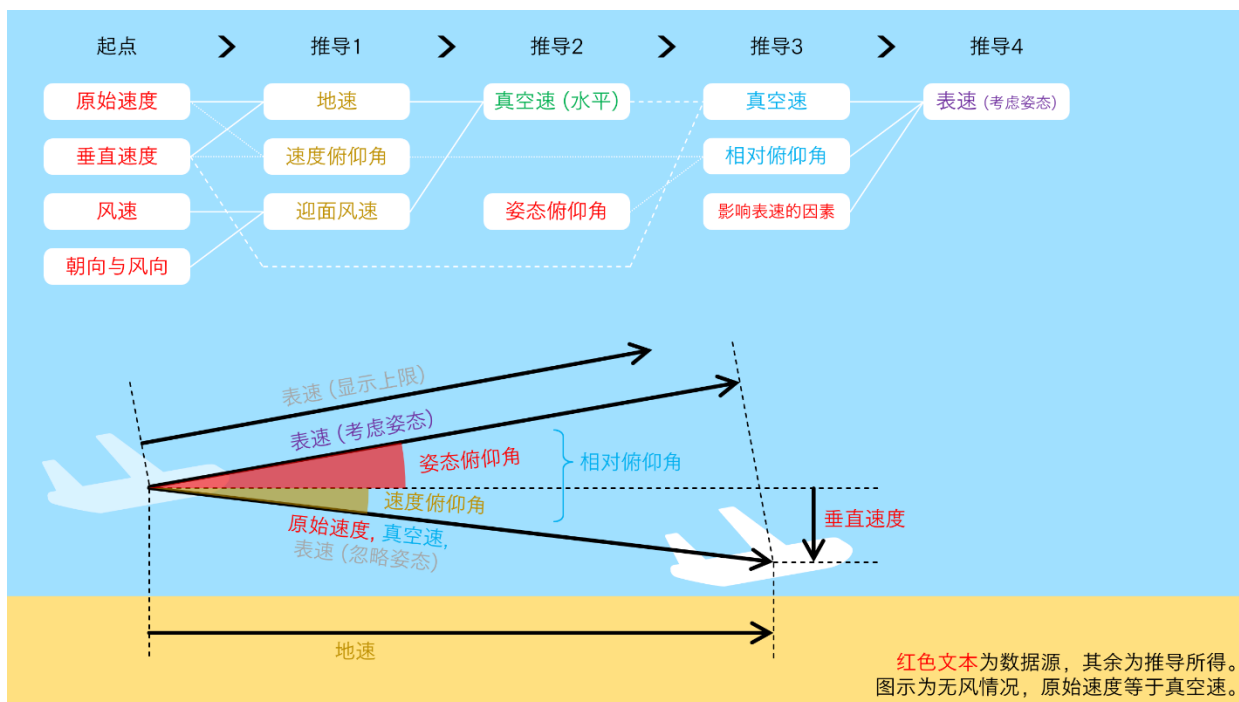 起点 > 推导1 > 推导2 > 推导3 > 推导4
原始速度 地速 真空速 (水平) 真空速 表速 (考虑姿态)
垂直速度 速度俯仰角 相对俯仰角
风速 迎面风速 姿态俯仰角 影响表速的因素
朝向与风向
表速 (显示上限)
表速 (考虑姿态)
姿态俯仰角
相对俯仰角
速度俯仰角
原始速度, 真空速,
表速 (忽略姿态)
垂直速度
地速
红色文本为数据源，其余为推导所得。
图示为无风情况，原始速度等于真空速。